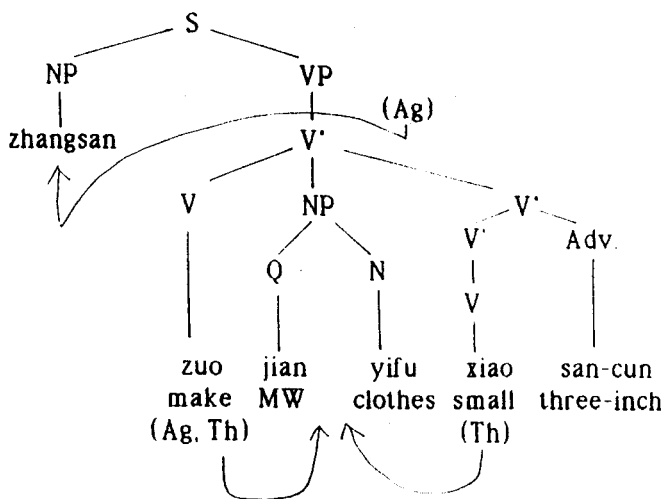 S
NP VP
(Ag)
zhangsan V'
V NP V'
V' Adv.
Q N
V
zuo jian yifu xiao san-cun
make MW clothes small three-inch
(Ag, Th) (Th)